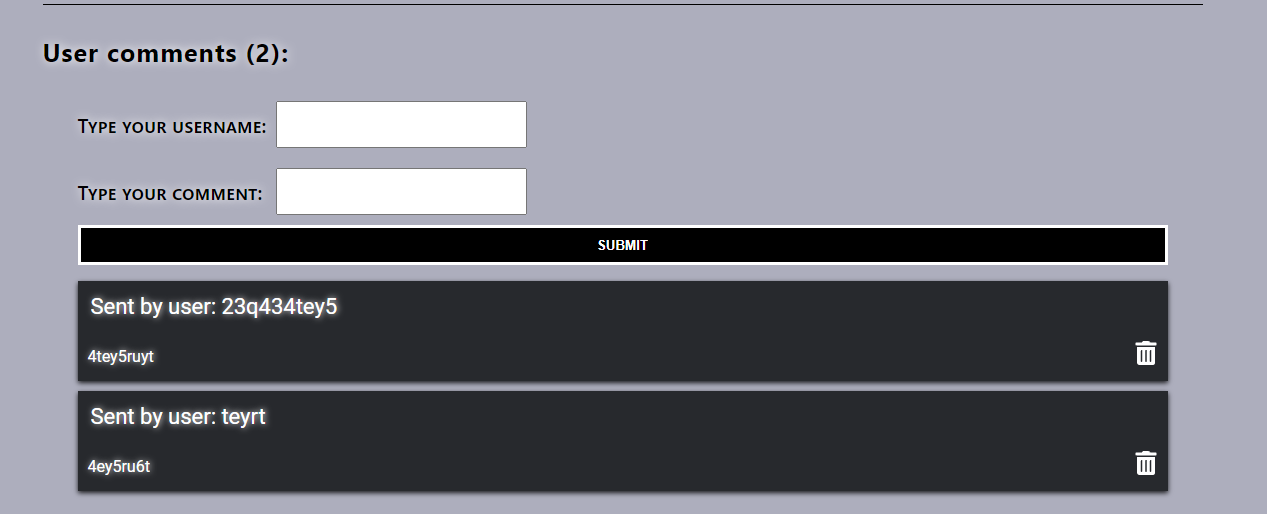 User comments (2):
Type your username:
Type your comment:
SUBMIT
Sent by user: 23q434tey5
4tey5ruyt
Sent by user: teyrt
4ey5ru6t